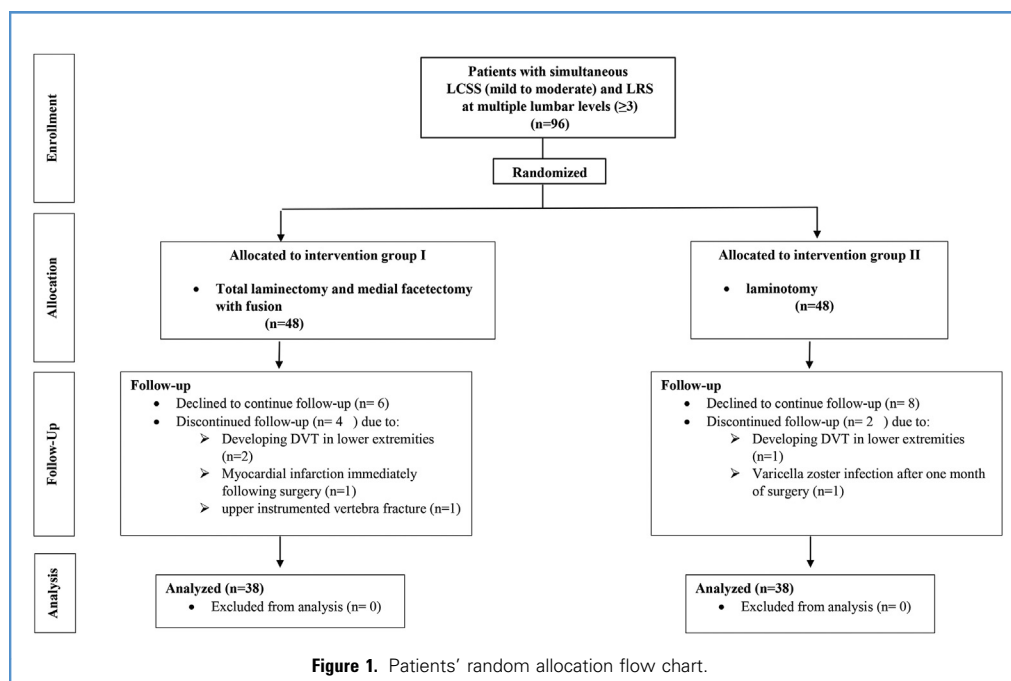 Enrollment
Patients with simultaneous
LCSS (mild to moderate) and LRS
at multiple lumbar levels (≥3)
(n=96)
Randomized
Allocation
Allocated to intervention group I
• Total laminectomy and medial facetectomy
with fusion
(n=48)
Allocated to intervention group II
• laminotomy
(n=48)
Follow-Up
Follow-up
• Declined to continue follow-up (n= 6)
• Discontinued follow-up (n= 4 ) due to:
➢ Developing DVT in lower extremities
(n=2)
➢ Myocardial infarction immediately
following surgery (n=1)
➢ upper instrumented vertebra fracture (n=1)
Follow-up
• Declined to continue follow-up (n= 8)
• Discontinued follow-up (n= 2 ) due to:
➢ Developing DVT in lower extremities
(n=1)
➢ Varicella zoster infection after one month
of surgery (n=1)
Analysis
Analyzed (n=38)
• Excluded from analysis (n= 0)
Analyzed (n=38)
• Excluded from analysis (n= 0)
Figure 1. Patients' random allocation flow chart.